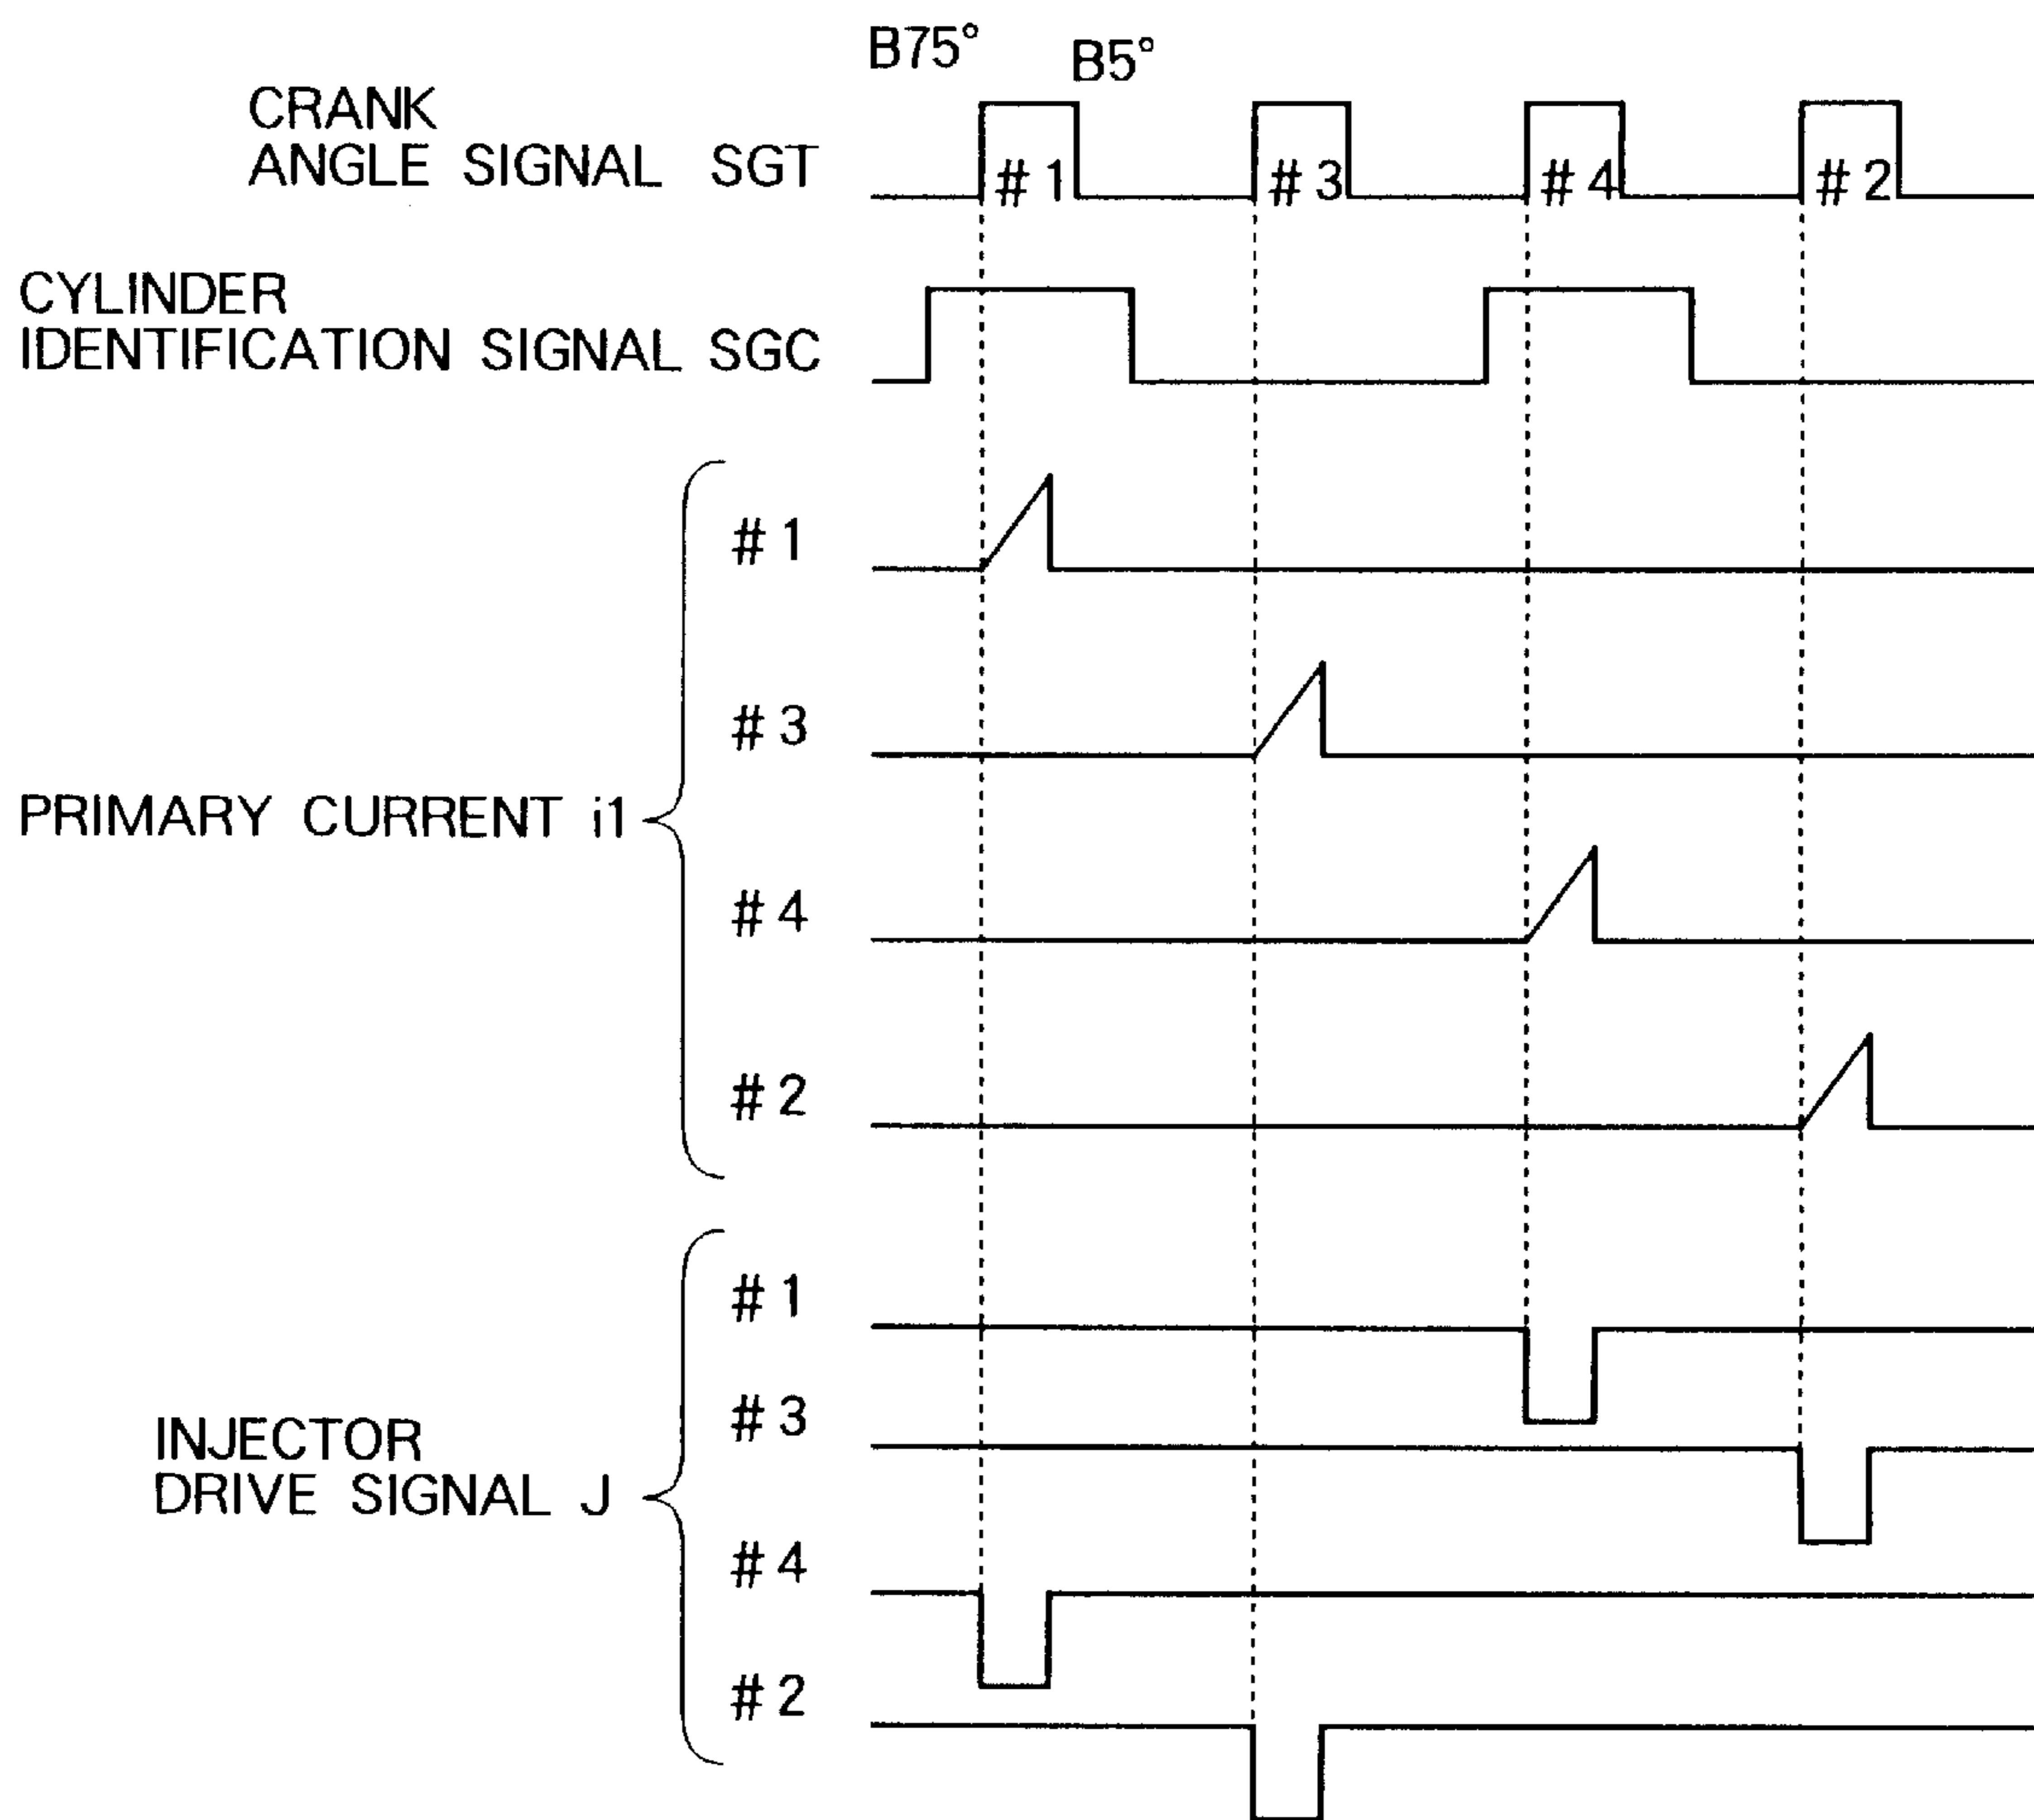 B75°
B5°
CRANK
ANGLE SIGNAL SGT
#1
#3
#4
#2
CYLINDER
IDENTIFICATION SIGNAL SGC
PRIMARY CURRENT i1
#1
#3
#4
#2
INJECTOR
DRIVE SIGNAL J
#1
#3
#4
#2